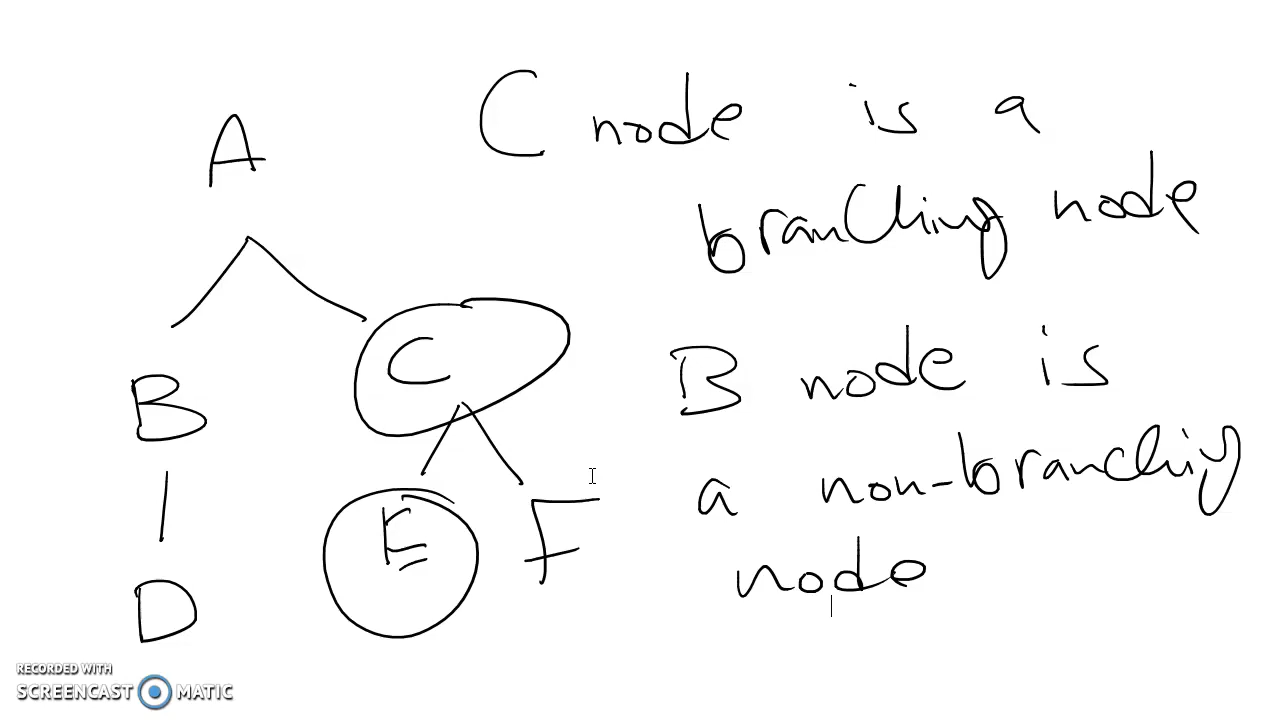 C node is a
branching node
A
B node is
a non-branching
node
B
C
D
E
F
RECORDED WITH
SCREENCAST MATIC